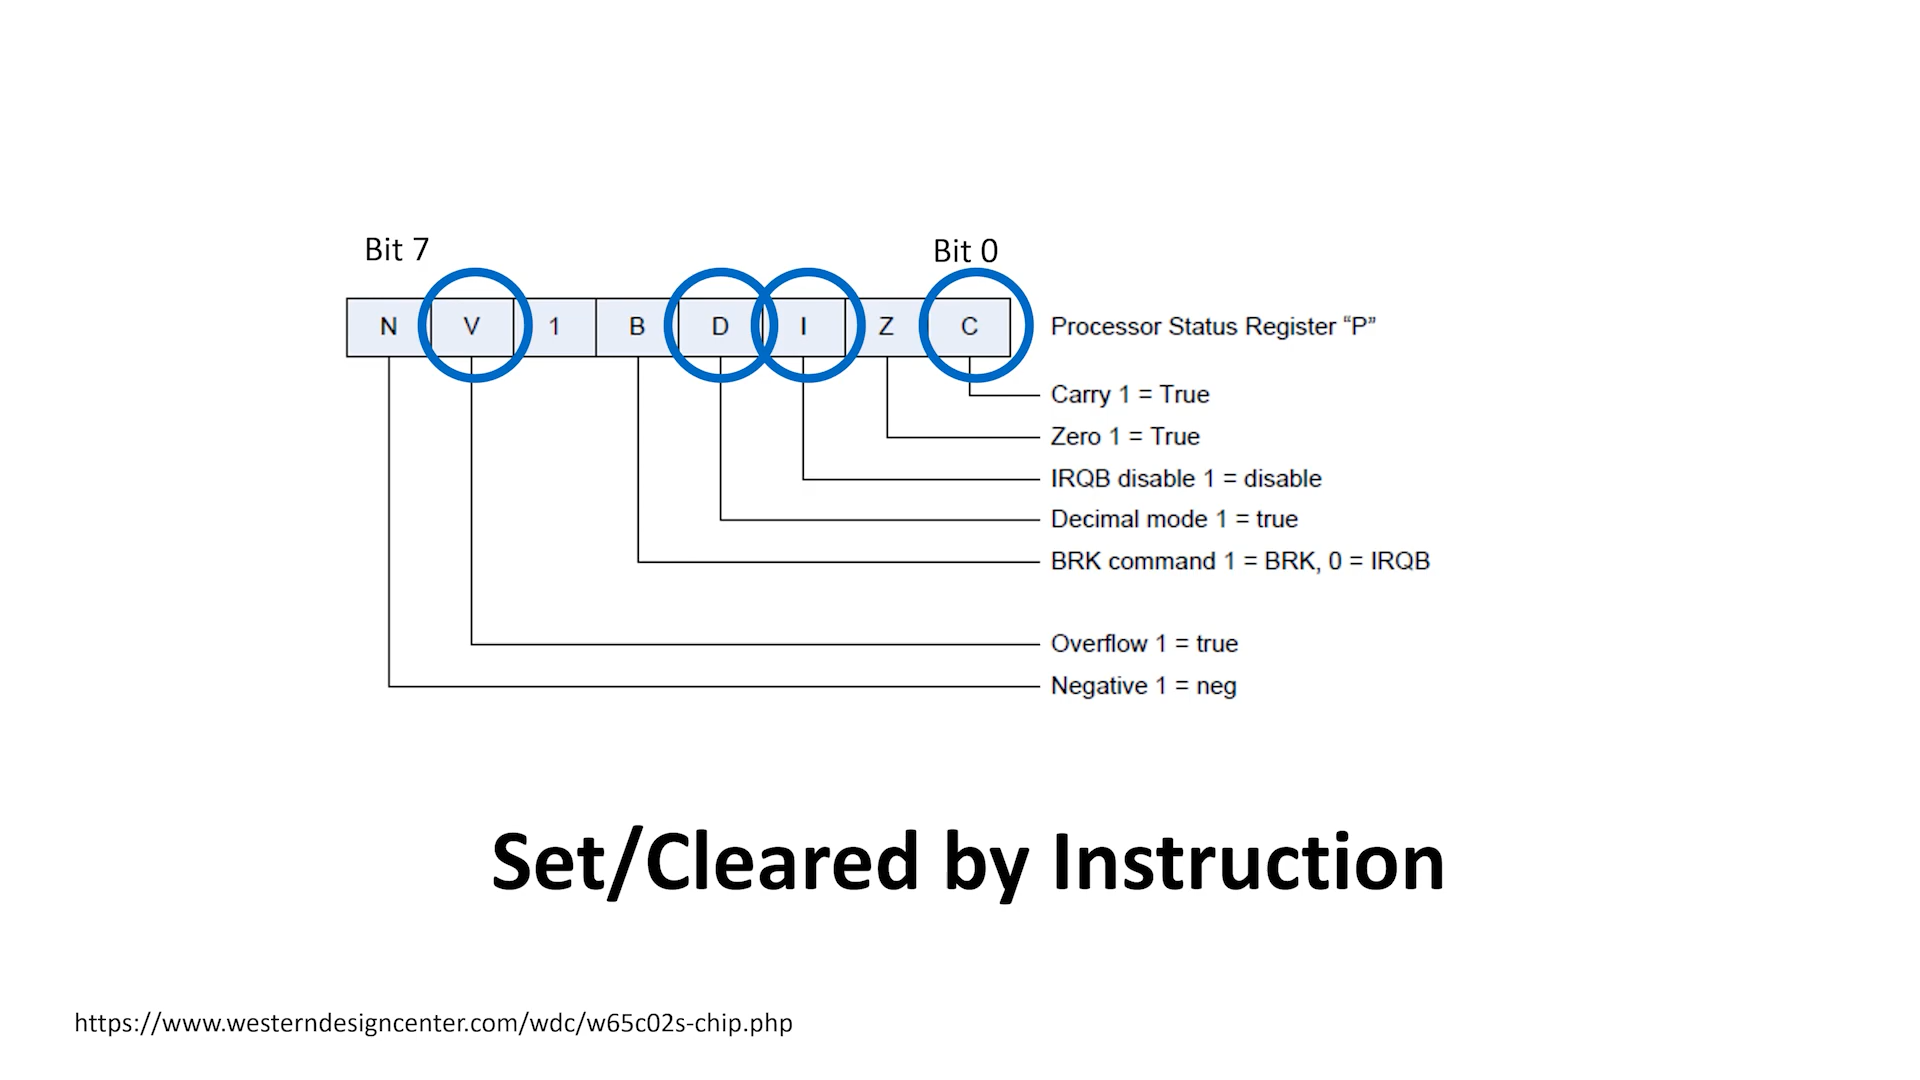 Bit 7
Bit 0
N V 1 B D I Z C
Processor Status Register “P”
Carry 1 = True
Zero 1 = True
IRQB disable 1 = disable
Decimal mode 1 = true
BRK command 1 = BRK, 0 = IRQB
Overflow 1 = true
Negative 1 = neg
Set/Cleared by Instruction
https://www.westerndesigncenter.com/wdc/w65c02s-chip.php